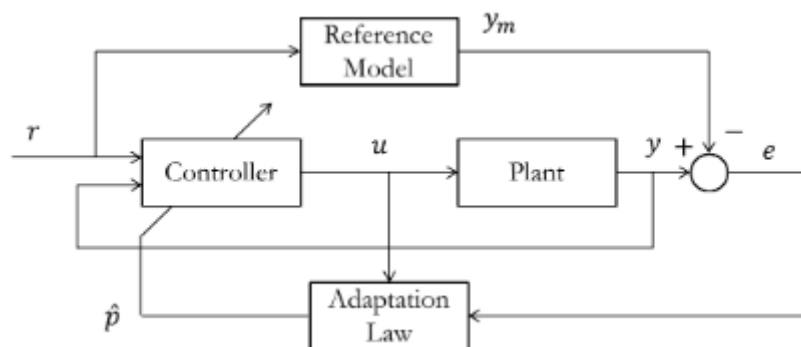 Reference
Model
y_m
r
Controller
u
Plant
y + −
e
p̂
Adaptation
Law